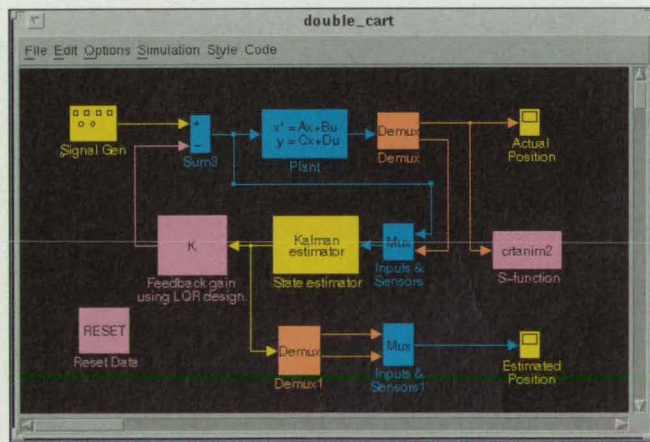 double_cart
File Edit Options Simulation Style Code
Signal Gen
+
−
Sum3
x' = Ax+Bu
y = Cx+Du
Plant
Demux
Demux
Actual
Position
K
Feedback gain
using LQR design.
Kalman
estimator
State estimator
Mux
Inputs &
Sensors
crtanim2
S-function
RESET
Reset Data
Demux
Demux1
Mux
Inputs &
Sensors1
Estimated
Position